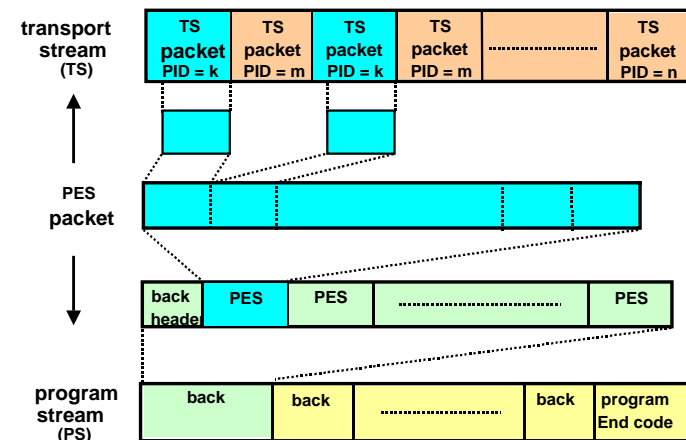 transport
stream
(TS)
TS
packet
PID = k
TS
packet
PID = m
TS
packet
PID = k
TS
packet
PID = m
TS
packet
PID = n
PES
packet
back
header
PES
PES
PES
program
stream
(PS)
back
back
back
program
End code